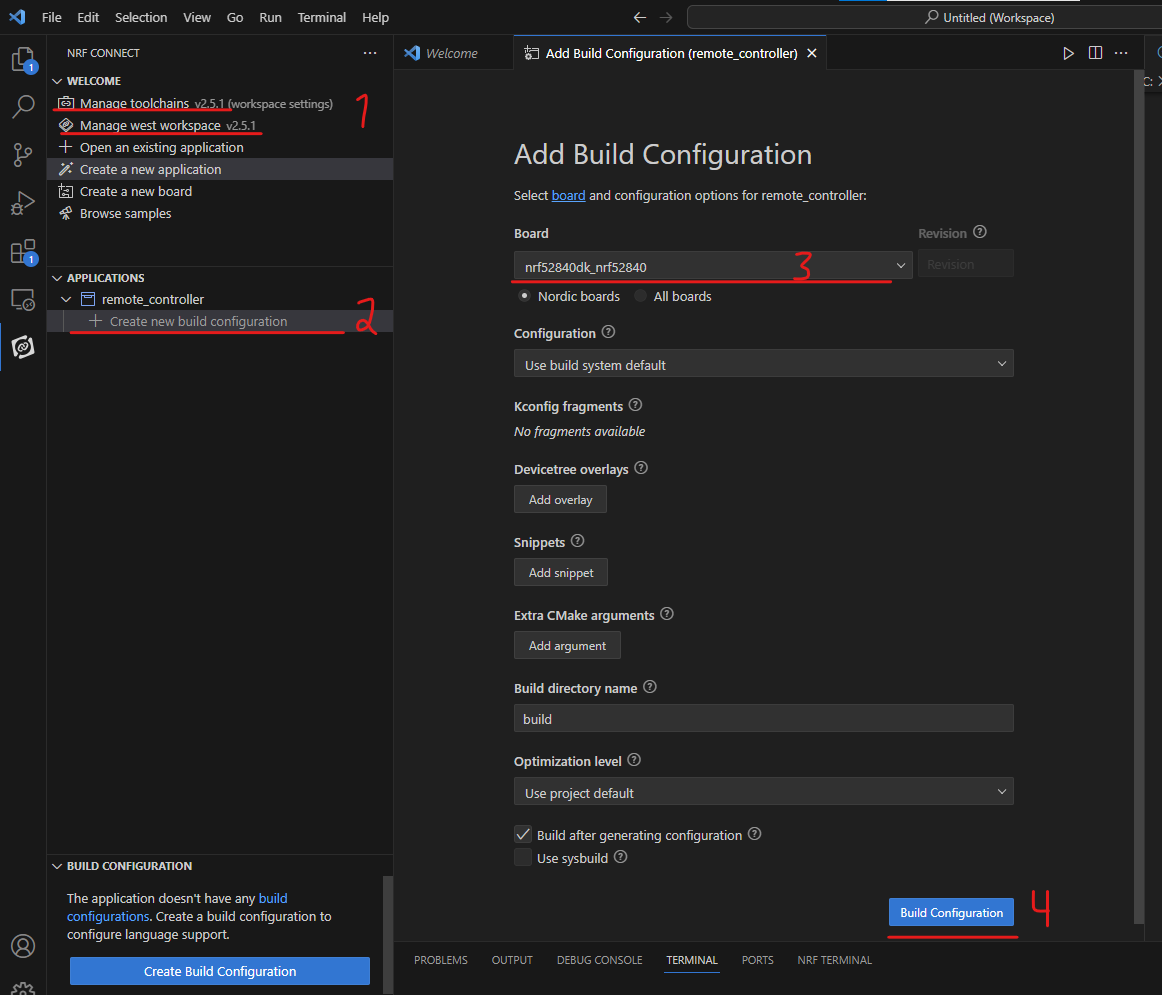 File Edit Selection View Go Run Terminal Help
Untitled (Workspace)
1
NRF CONNECT
WELCOME
Manage toolchains v2.5.1 (workspace settings)
Manage west workspace v2.5.1
1
Open an existing application
Create a new application
Create a new board
Browse samples
1
APPLICATIONS
remote_controller
Create new build configuration
2
BUILD CONFIGURATION
The application doesn't have any build
configurations. Create a build configuration to
configure language support.
Create Build Configuration
Welcome
Add Build Configuration (remote_controller)
C:
Add Build Configuration
Select board and configuration options for remote_controller:
Board
Revision
nrf52840dk_nrf52840
3
Revision
Nordic boards All boards
Configuration
Use build system default
Kconfig fragments
No fragments available
Devicetree overlays
Add overlay
Snippets
Add snippet
Extra CMake arguments
Add argument
Build directory name
build
Optimization level
Use project default
Build after generating configuration
Use sysbuild
Build Configuration
4
PROBLEMS OUTPUT DEBUG CONSOLE TERMINAL PORTS NRF TERMINAL